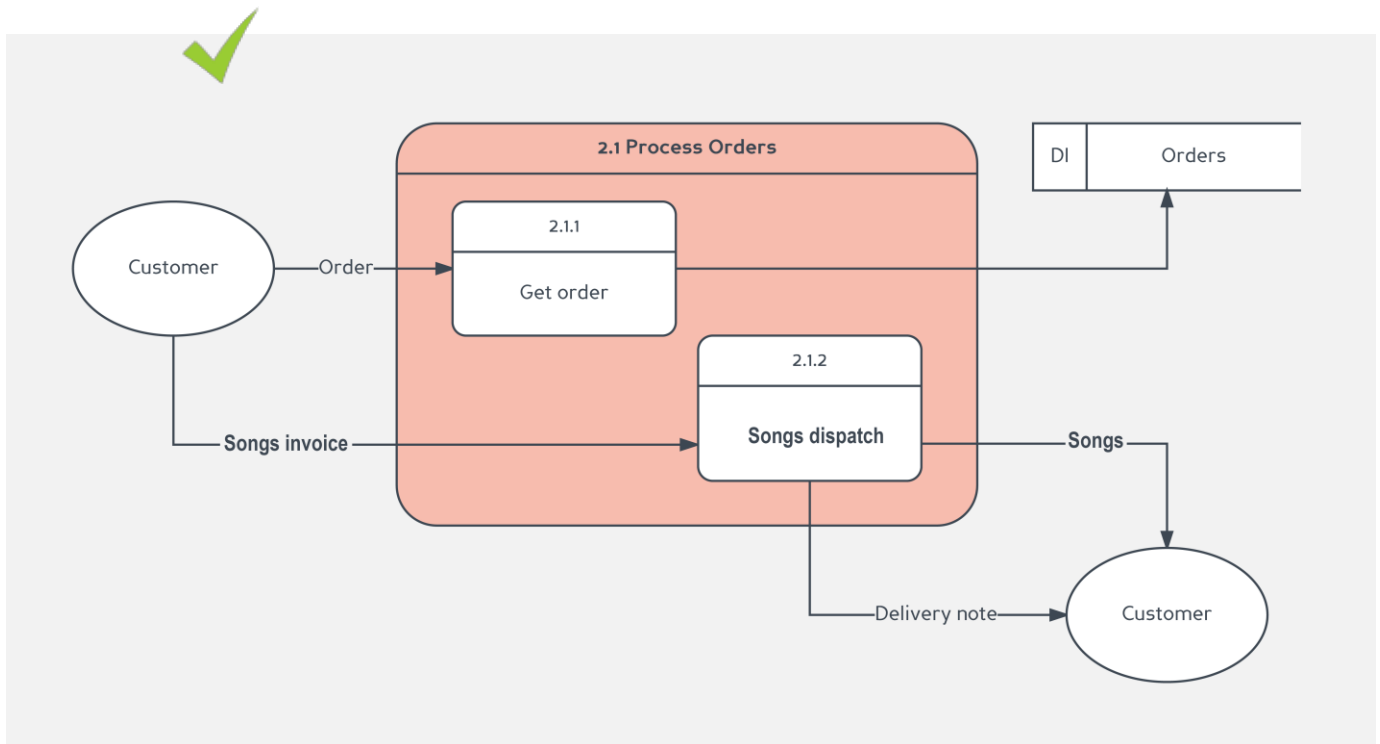 2.1 Process Orders
DI
Orders
2.1.1
Customer
Order
Get order
2.1.2
Songs invoice
Songs dispatch
Songs
Delivery note
Customer